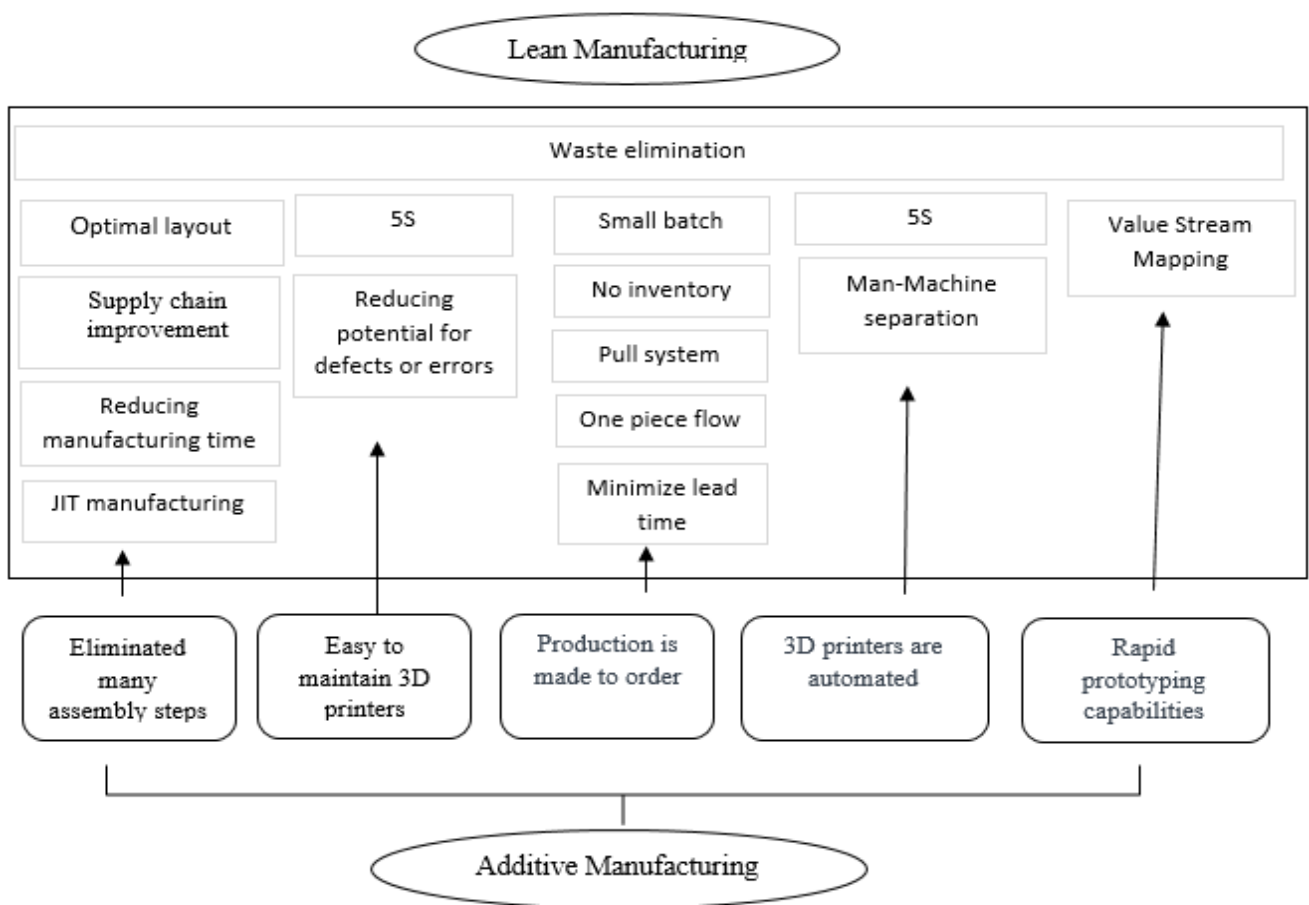 Lean Manufacturing
Waste elimination
Optimal layout
Supply chain
improvement
Reducing
manufacturing time
JIT manufacturing
5S
Reducing
potential for
defects or errors
Small batch
No inventory
Pull system
One piece flow
Minimize lead
time
5S
Man-Machine
separation
Value Stream
Mapping
Eliminated
many
assembly steps
Easy to
maintain 3D
printers
Production is
made to order
3D printers are
automated
Rapid
prototyping
capabilities
Additive Manufacturing